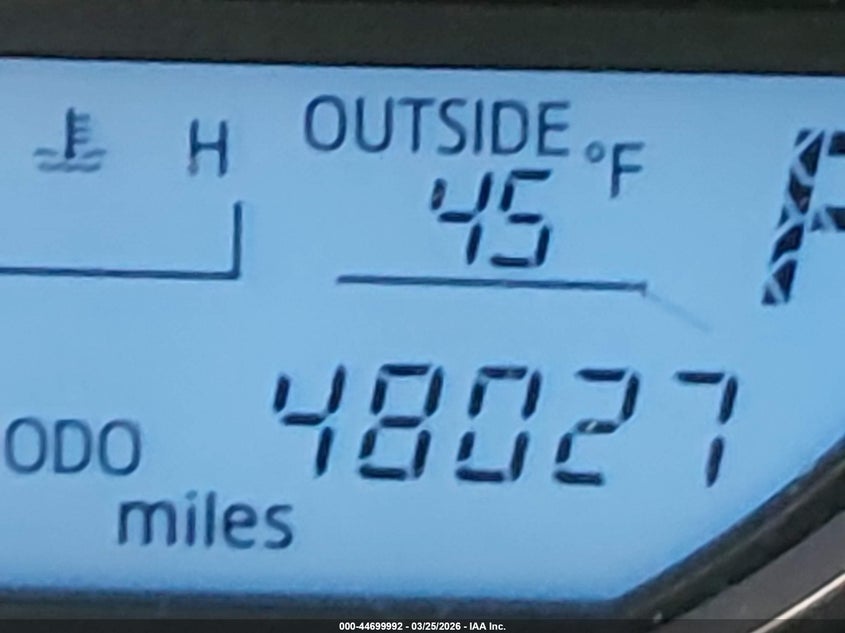 H
OUTSIDE °F
45
ODO 48027
miles
000-44699992 - 03/25/2026 - IAA Inc.